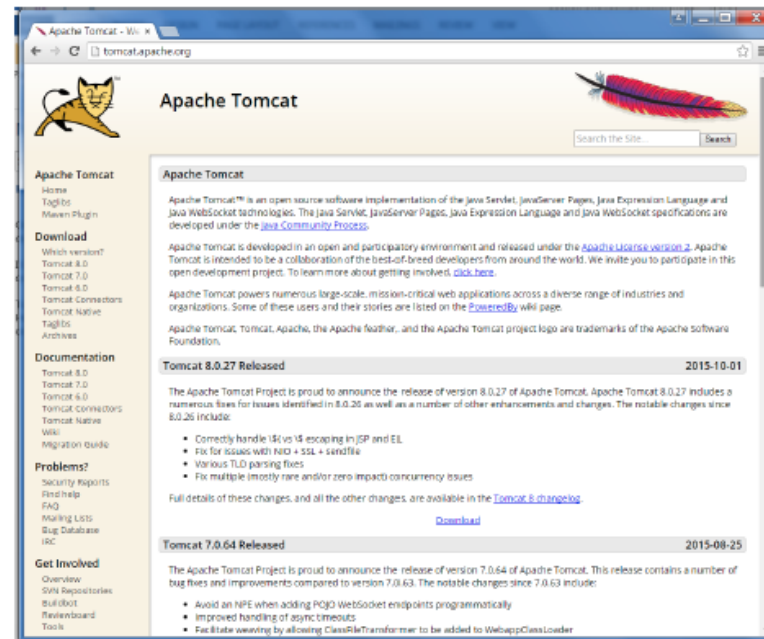 Apache Tomcat - We
tomcat.apache.org
Apache Tomcat
Search the Site...
Search
Apache Tomcat
Home
Taglibs
Maven Plugin
Download
Which version?
Tomcat 8.0
Tomcat 7.0
Tomcat 6.0
Tomcat Connectors
Tomcat Native
Taglibs
Archives
Documentation
Tomcat 8.0
Tomcat 7.0
Tomcat 6.0
Tomcat Connectors
Tomcat Native
Wiki
Migration Guide
Problems?
Security Reports
Find help
FAQ
Mailing Lists
Bug Database
IRC
Get Involved
Overview
SVN Repositories
Buildbot
Reviewboard
Tools
Apache Tomcat
Apache Tomcat™ is an open source software implementation of the Java Servlet, JavaServer Pages, Java Expression Language and
Java WebSocket technologies. The Java Servlet, JavaServer Pages, Java Expression Language and Java WebSocket specifications are
developed under the Java Community Process.
Apache Tomcat is developed in an open and participatory environment and released under the Apache License version 2. Apache
Tomcat is intended to be a collaboration of the best-of-breed developers from around the world. We invite you to participate in this
open development project. To learn more about getting involved, click here.
Apache Tomcat powers numerous large-scale, mission-critical web applications across a diverse range of industries and
organizations. Some of these users and their stories are listed on the PoweredBy wiki page.
Apache Tomcat, Tomcat, Apache, the Apache feather, and the Apache Tomcat project logo are trademarks of the Apache Software
Foundation.
Tomcat 8.0.27 Released 2015-10-01
The Apache Tomcat Project is proud to announce the release of version 8.0.27 of Apache Tomcat. Apache Tomcat 8.0.27 includes a
numerous fixes for issues identified in 8.0.26 as well as a number of other enhancements and changes. The notable changes since
8.0.26 include:
• Correctly handle \${ vs \$ escaping in JSP and EL
• Fix for issues with NIO + SSL + sendfile
• Various TLD parsing fixes
• Fix multiple (mostly rare and/or zero impact) concurrency issues
Full details of these changes, and all the other changes, are available in the Tomcat 8 changelog.
Download
Tomcat 7.0.64 Released 2015-08-25
The Apache Tomcat Project is proud to announce the release of version 7.0.64 of Apache Tomcat. This release contains a number of
bug fixes and improvements compared to version 7.0.63. The notable changes since 7.0.63 include:
• Avoid an NPE when adding POJO WebSocket endpoints programmatically
• Improved handling of async timeouts
• Facilitate weaving by allowing ClassFileTransformer to be added to WebappClassLoader